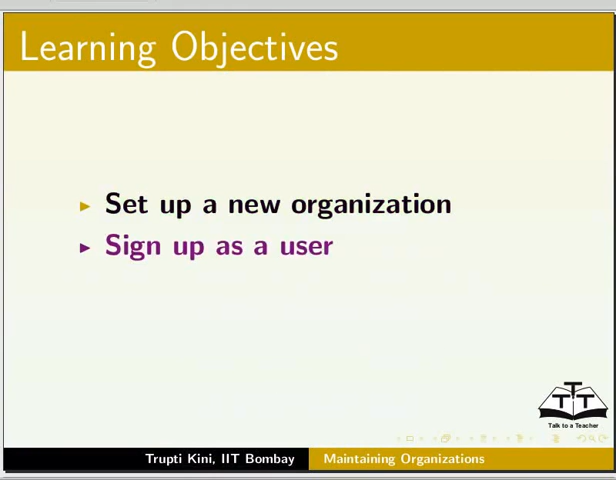 Learning Objectives
Set up a new organization
Sign up as a user
TTT
Talk to a Teacher
Trupti Kini, IIT Bombay
Maintaining Organizations